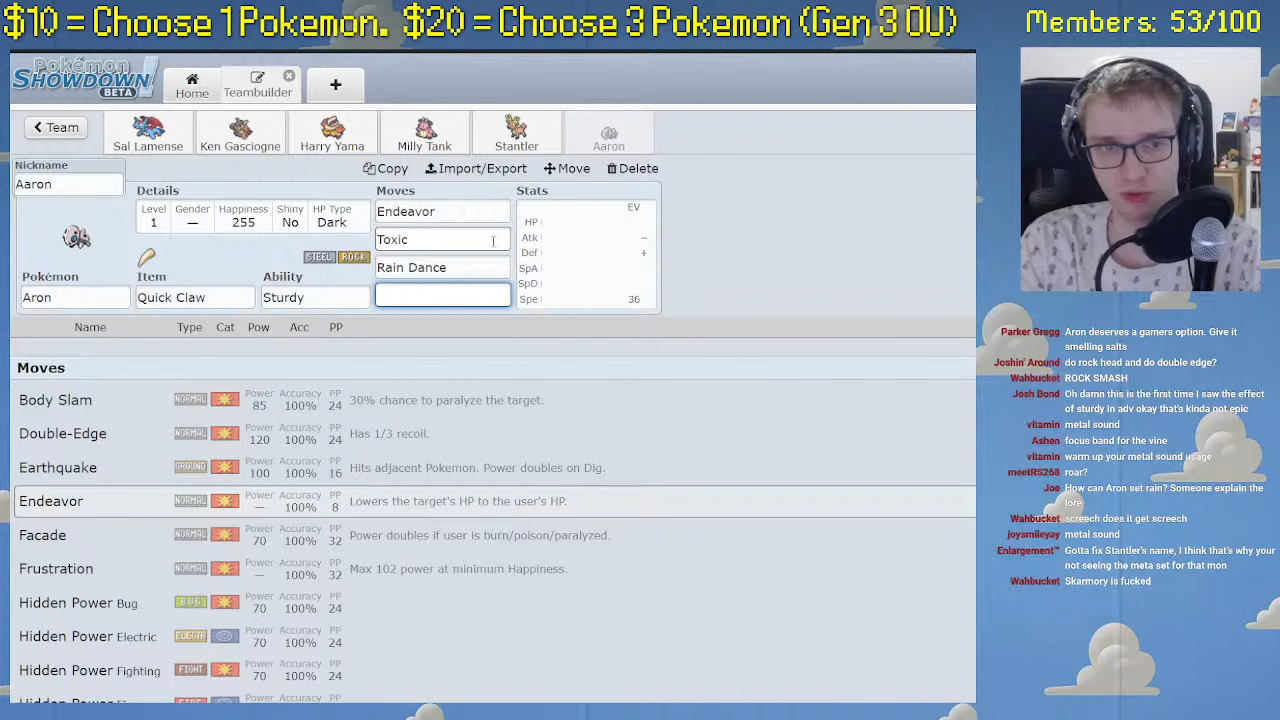 $10 = Choose 1 Pokemon. $20 = Choose 3 Pokemon (Gen 3 OU)
Members: 53/100
Pokémon
SHOWDOWN!
BETA
Home
Teambuilder
+
Team
Sal Lamense
Ken Gasciogne
Harry Yama
Milly Tank
Stantler
Aaron
Nickname
Aaron
Copy
Import/Export
Move
Delete
Details
Level
1
Gender
—
Happiness
255
Shiny
No
HP Type
Dark
STEEL
ROCK
Pokémon
Aron
Item
Quick Claw
Ability
Sturdy
Moves
Endeavor
Toxic
Rain Dance
Stats
EV
HP
Atk −
Def +
SpA
SpD
Spe 36
Name Type Cat Pow Acc PP
Moves
Body Slam NORMAL Power 85 Accuracy 100% PP 24 30% chance to paralyze the target.
Double-Edge NORMAL Power 120 Accuracy 100% PP 24 Has 1/3 recoil.
Earthquake GROUND Power 100 Accuracy 100% PP 16 Hits adjacent Pokemon. Power doubles on Dig.
Endeavor NORMAL Power — Accuracy 100% PP 8 Lowers the target's HP to the user's HP.
Facade NORMAL Power 70 Accuracy 100% PP 32 Power doubles if user is burn/poison/paralyzed.
Frustration NORMAL Power — Accuracy 100% PP 32 Max 102 power at minimum Happiness.
Hidden Power Bug BUG Power 70 Accuracy 100% PP 24
Hidden Power Electric ELECTR Power 70 Accuracy 100% PP 24
Hidden Power Fighting FIGHT Power 70 Accuracy 100% PP 24
Power Accuracy PP
Parker Gregg Aron deserves a gamers option. Give it
smelling salts
Joshin' Around do rock head and do double edge?
Wahbucket ROCK SMASH
Josh Bond Oh damn this is the first time I saw the effect
of sturdy in adv okay that's kinda not epic
vitamin metal sound
Ashen focus band for the vine
vitamin warm up your metal sound usage
meetRS268 roar?
Joe How can Aron set rain? Someone explain the
lore
Wahbucket screech does it get screech
joysmileyay metal sound
Enlargement™ Gotta fix Stantler's name, I think that's why your
not seeing the meta set for that mon
Wahbucket Skarmory is fucked